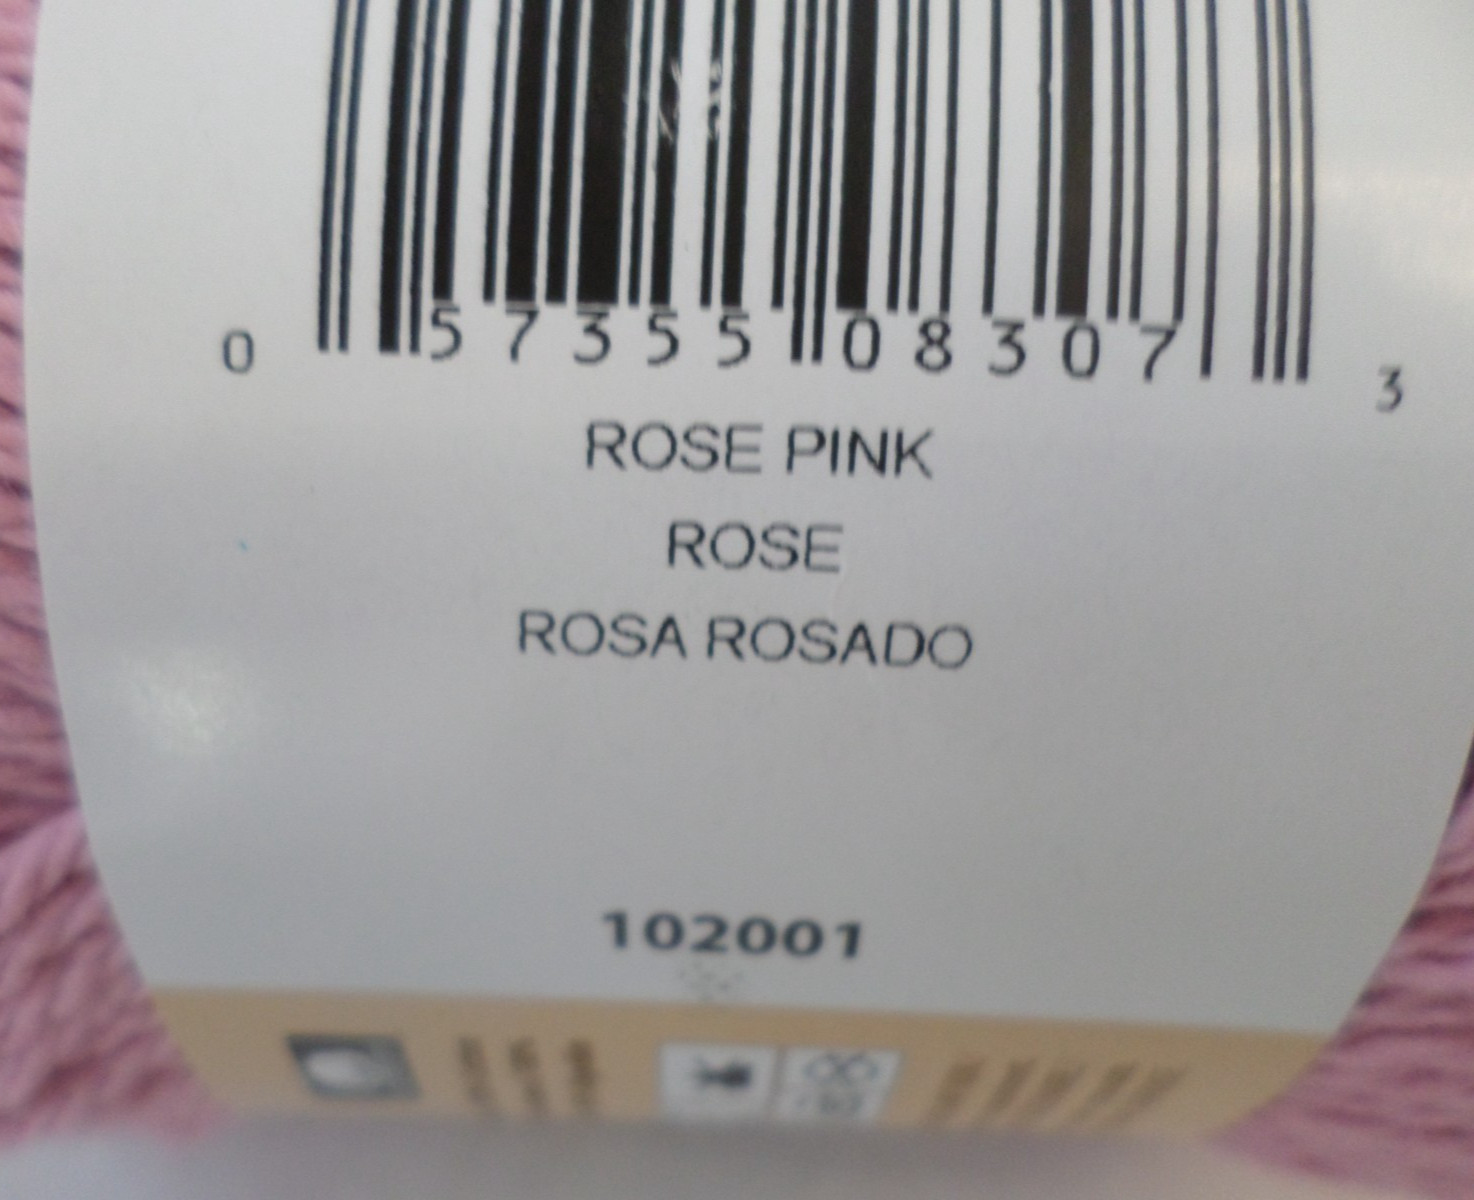 0 57355 08307 3
ROSE PINK
ROSE
ROSA ROSADO
102001